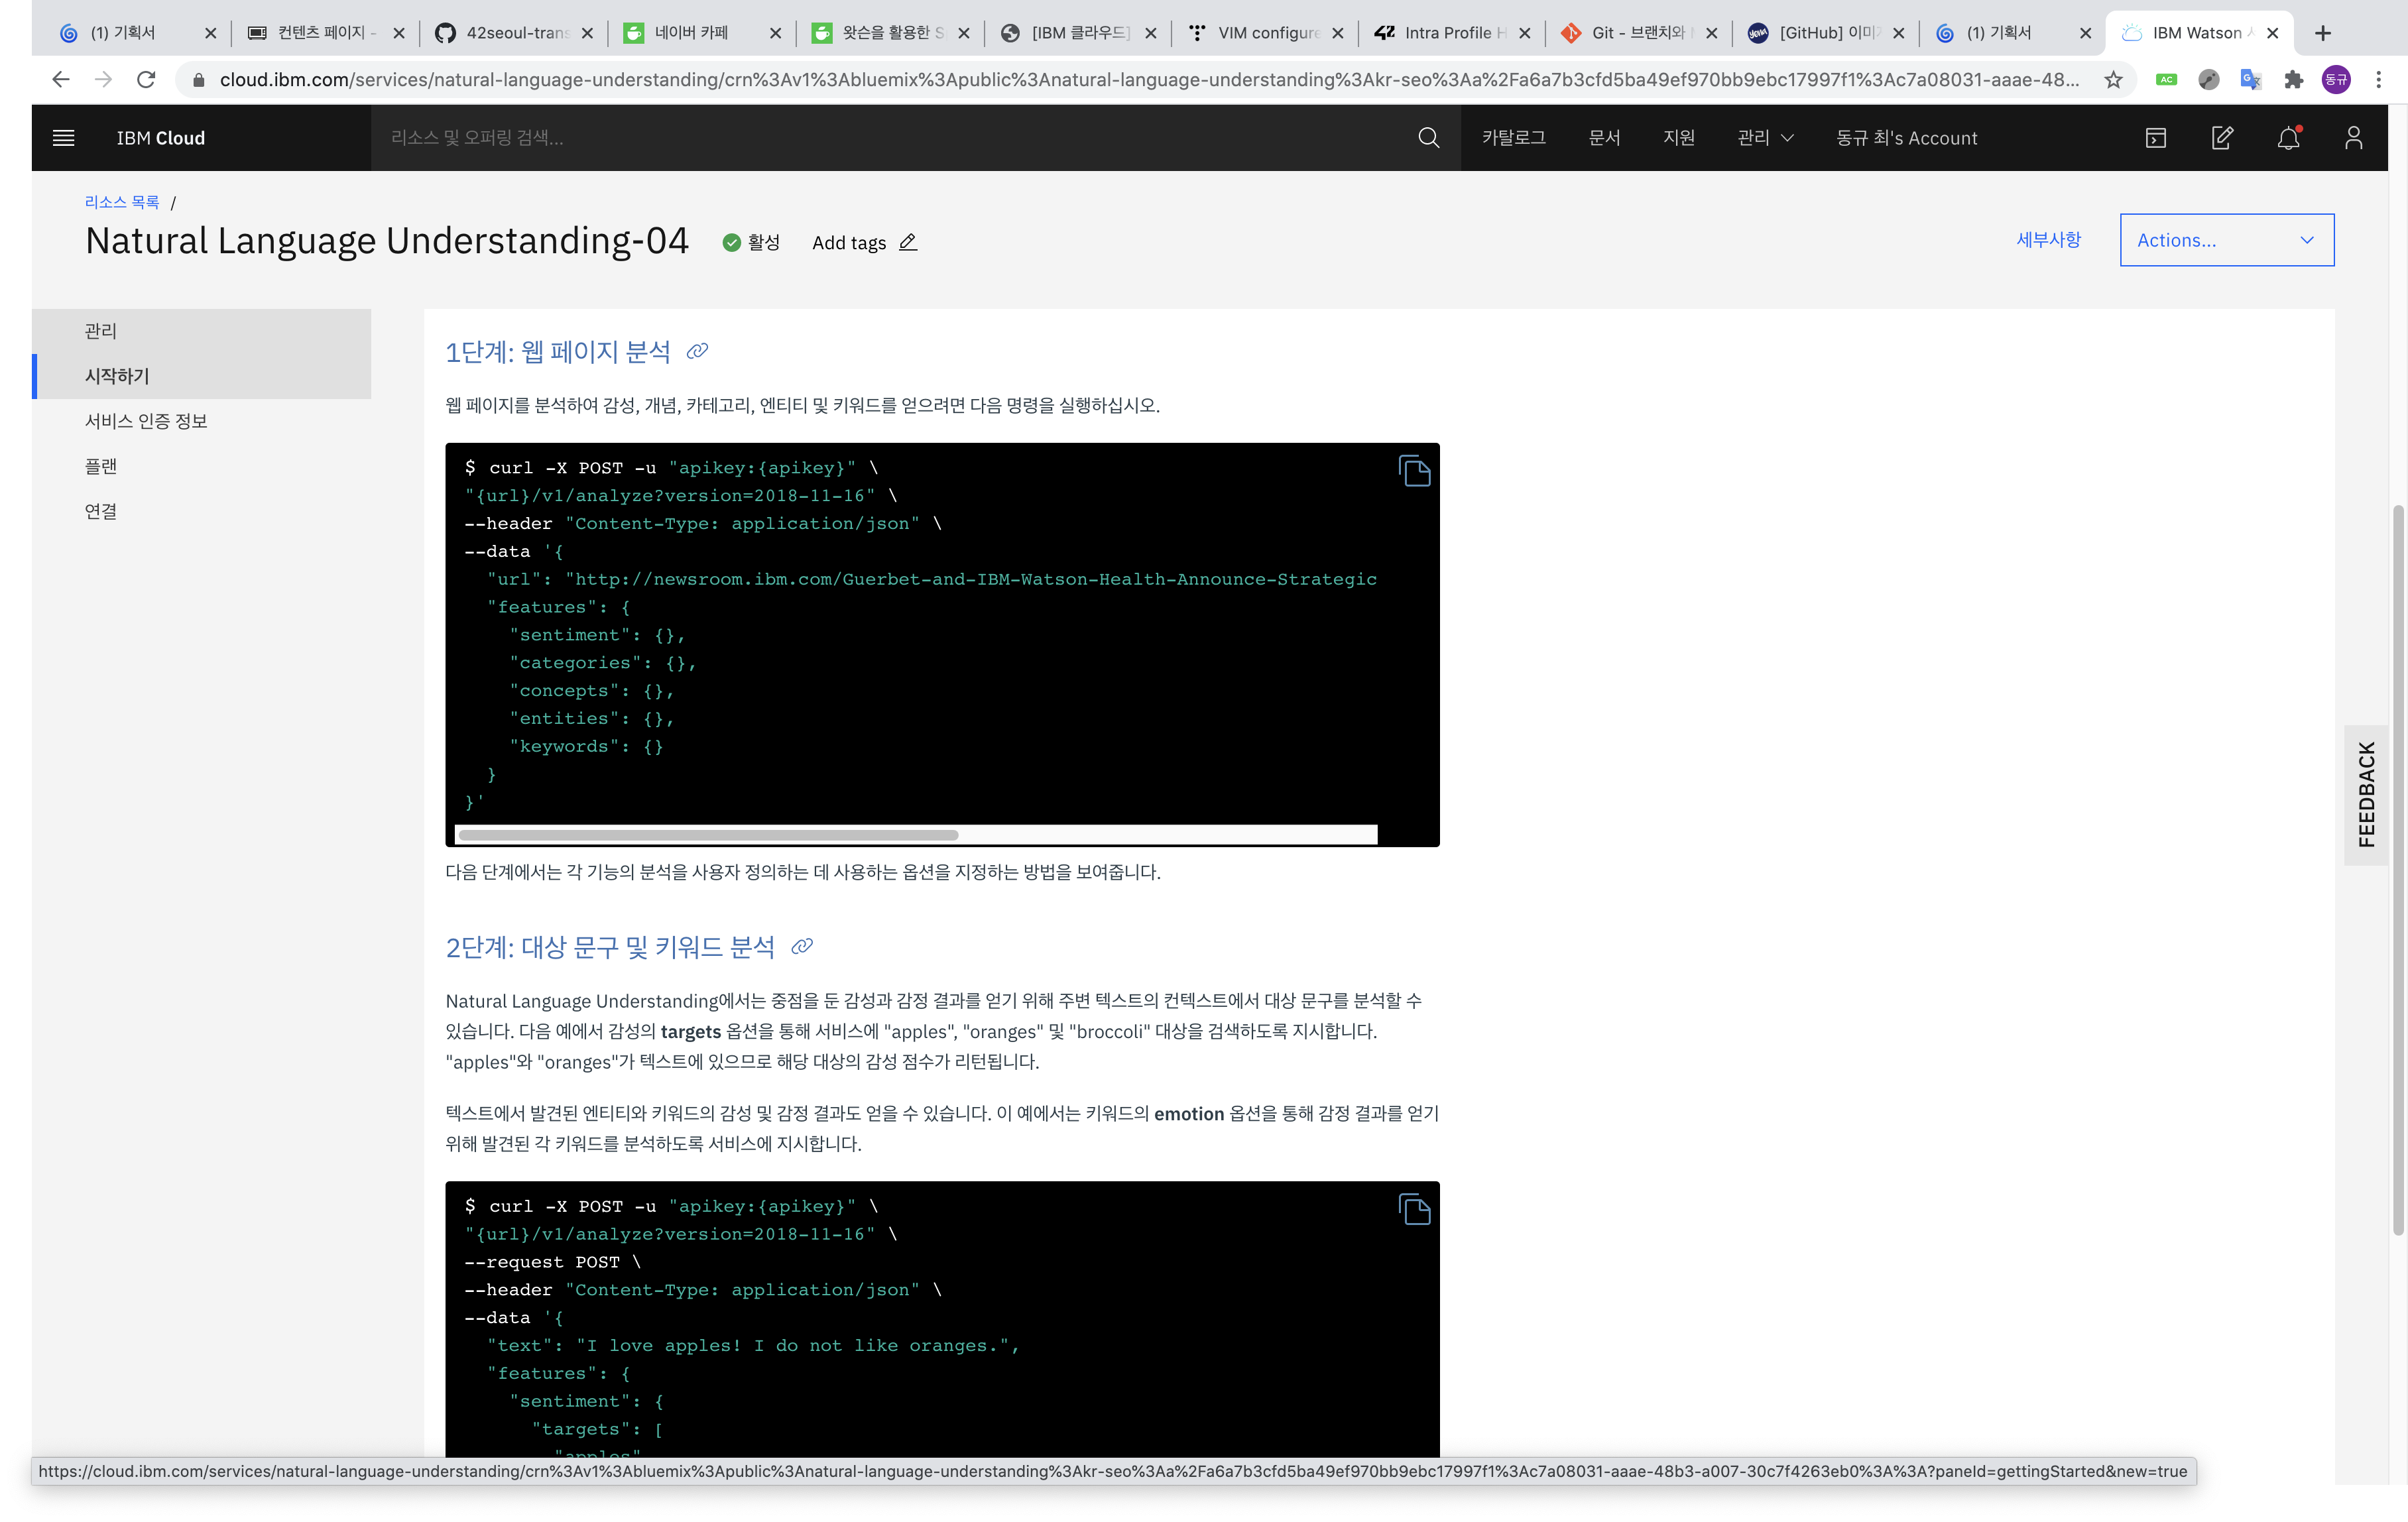 (1) 기획서
컨텐츠 페이지 -
42seoul-trans
네이버 카페
왓슨을 활용한 S
[IBM 클라우드]
VIM configure
Intra Profile H
Git - 브랜치와
[GitHub] 이미
(1) 기획서
IBM Watson
cloud.ibm.com/services/natural-language-understanding/crn%3Av1%3Abluemix%3Apublic%3Anatural-language-understanding%3Akr-seo%3Aa%2Fa6a7b3cfd5ba49ef970bb9ebc17997f1%3Ac7a08031-aaae-48...
AC
동규
IBM Cloud
리소스 및 오퍼링 검색...
카탈로그
문서
지원
관리
동규 최's Account
리소스 목록 /
Natural Language Understanding-04
활성
Add tags
세부사항
Actions...
관리
시작하기
서비스 인증 정보
플랜
연결
1단계: 웹 페이지 분석
웹 페이지를 분석하여 감성, 개념, 카테고리, 엔티티 및 키워드를 얻으려면 다음 명령을 실행하십시오.
$ curl -X POST -u "apikey:{apikey}" \
"{url}/v1/analyze?version=2018-11-16" \
--header "Content-Type: application/json" \
--data '{
"url": "http://newsroom.ibm.com/Guerbet-and-IBM-Watson-Health-Announce-Strategic
"features": {
"sentiment": {},
"categories": {},
"concepts": {},
"entities": {},
"keywords": {}
}
}'
다음 단계에서는 각 기능의 분석을 사용자 정의하는 데 사용하는 옵션을 지정하는 방법을 보여줍니다.
2단계: 대상 문구 및 키워드 분석
Natural Language Understanding에서는 중점을 둔 감성과 감정 결과를 얻기 위해 주변 텍스트의 컨텍스트에서 대상 문구를 분석할 수
있습니다. 다음 예에서 감성의 targets 옵션을 통해 서비스에 "apples", "oranges" 및 "broccoli" 대상을 검색하도록 지시합니다.
"apples"와 "oranges"가 텍스트에 있으므로 해당 대상의 감성 점수가 리턴됩니다.
텍스트에서 발견된 엔티티와 키워드의 감성 및 감정 결과도 얻을 수 있습니다. 이 예에서는 키워드의 emotion 옵션을 통해 감정 결과를 얻기
위해 발견된 각 키워드를 분석하도록 서비스에 지시합니다.
$ curl -X POST -u "apikey:{apikey}" \
"{url}/v1/analyze?version=2018-11-16" \
--request POST \
--header "Content-Type: application/json" \
--data '{
"text": "I love apples! I do not like oranges.",
"features": {
"sentiment": {
"targets": [
"apples"
FEEDBACK
https://cloud.ibm.com/services/natural-language-understanding/crn%3Av1%3Abluemix%3Apublic%3Anatural-language-understanding%3Akr-seo%3Aa%2Fa6a7b3cfd5ba49ef970bb9ebc17997f1%3Ac7a08031-aaae-48b3-a007-30c7f4263eb0%3A%3A?paneId=gettingStarted&new=true